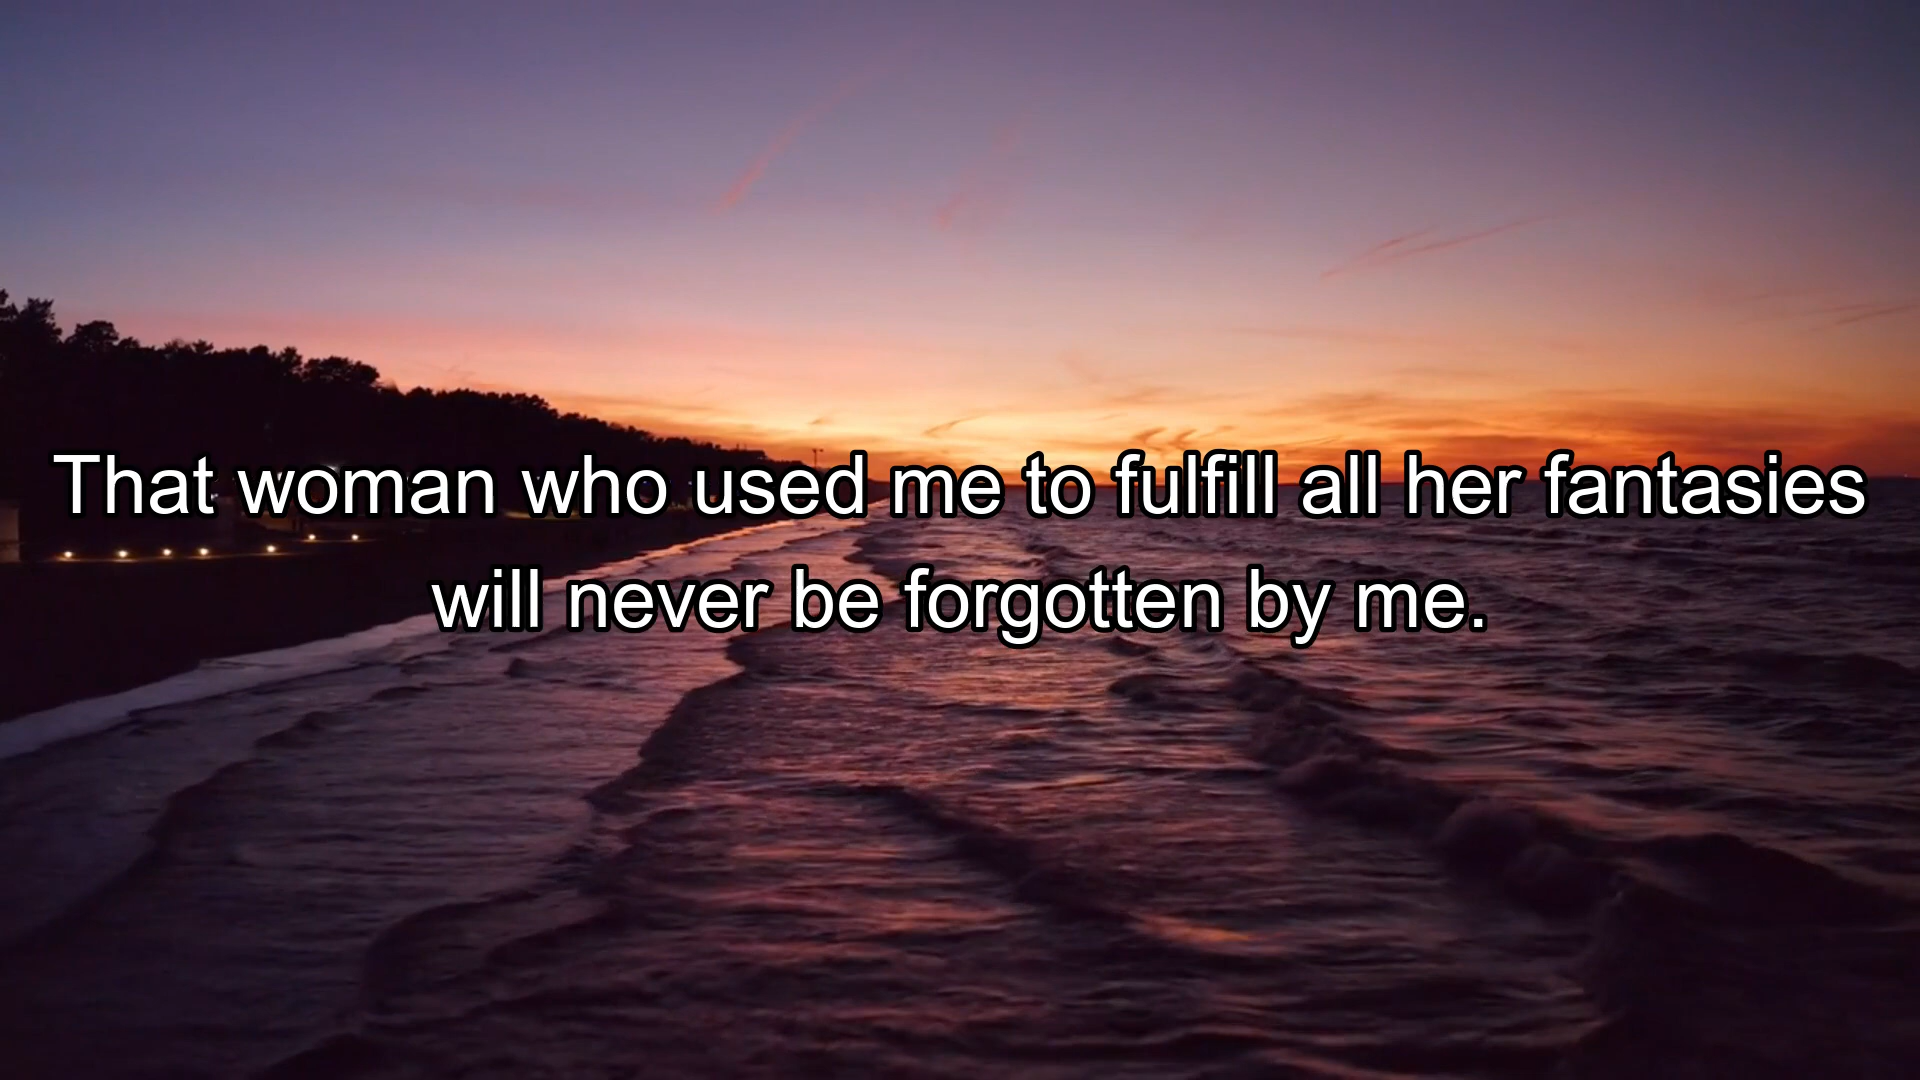 That woman who used me to fulfill all her fantasies
will never be forgotten by me.